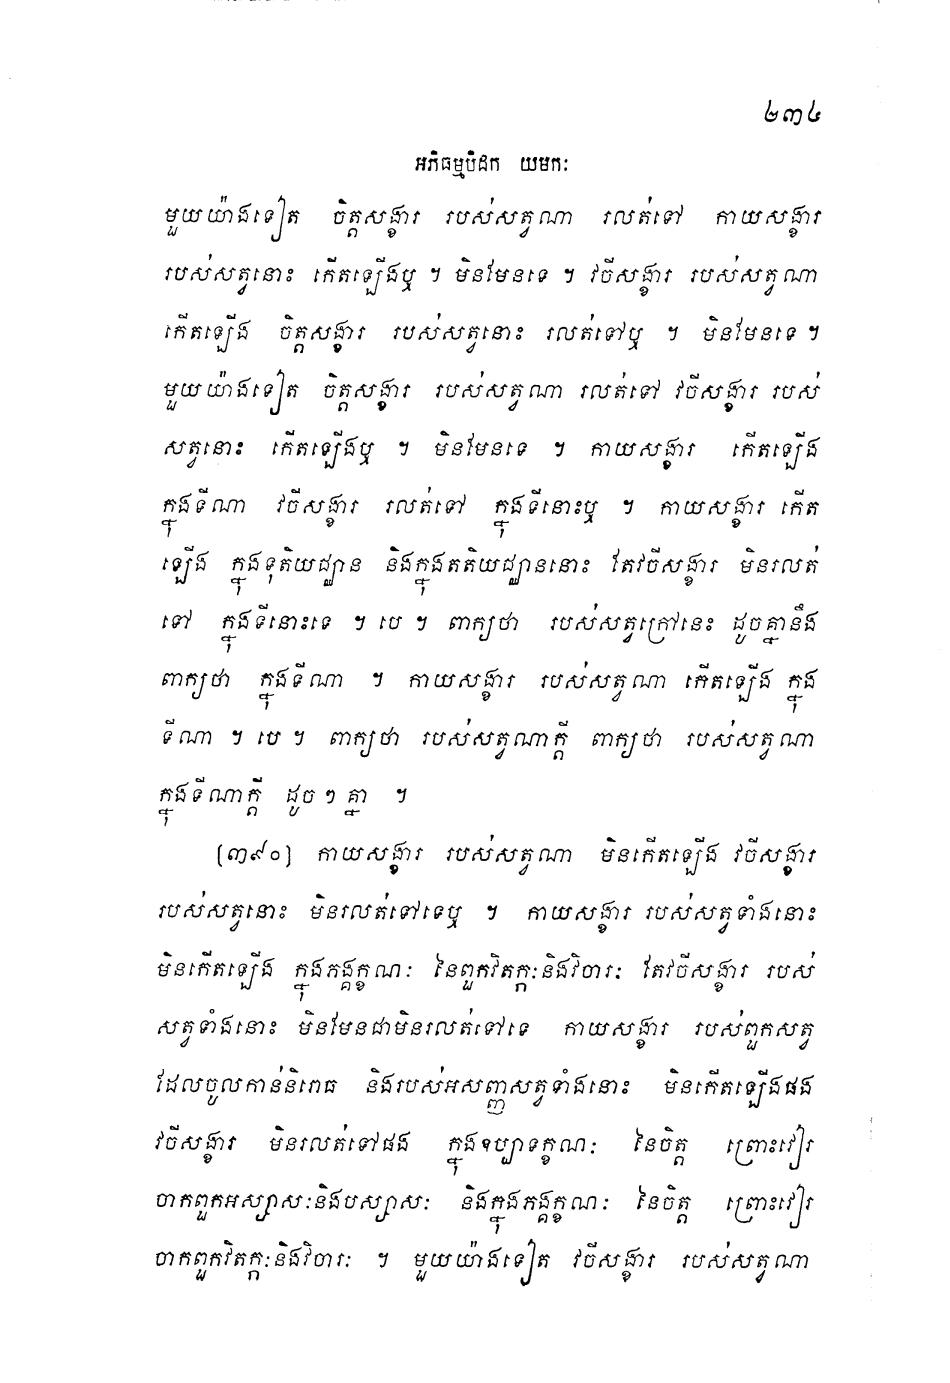 ២៣៤
អភិធម្មបិដក យមកៈ
មួយយ៉ាងទៀត ចិត្តសង្ខារ របស់សត្វណា រលត់ទៅ កាយសង្ខារ
របស់សត្វនោះ កើតឡើងឬ ។ មិនមែនទេ ។ វចីសង្ខារ របស់សត្វណា
កើតឡើង ចិត្តសង្ខារ របស់សត្វនោះ រលត់ទៅឬ ។ មិនមែនទេ ។
មួយយ៉ាងទៀត ចិត្តសង្ខារ របស់សត្វណា រលត់ទៅ វចីសង្ខារ របស់
សត្វនោះ កើតឡើងឬ ។ មិនមែនទេ ។ កាយសង្ខារ កើតឡើង
ក្នុងទីណា វចីសង្ខារ រលត់ទៅ ក្នុងទីនោះឬ ។ កាយសង្ខារ កើត
ឡើង ក្នុងទុតិយជ្ឈាន និងក្នុងតតិយជ្ឈាននោះ តែវចីសង្ខារ មិនរលត់
ទៅ ក្នុងទីនោះទេ ។ បេ ។ ពាក្យថា របស់សត្វក្រៅនេះ ដូចគ្នានឹង
ពាក្យថា ក្នុងទីណា ។ កាយសង្ខារ របស់សត្វណា កើតឡើង ក្នុង
ទីណា ។ បេ ។ ពាក្យថា របស់សត្វណាក្តី ពាក្យថា របស់សត្វណា
ក្នុងទីណាក្តី ដូច ៗ គ្នា ។
(៣៩០) កាយសង្ខារ របស់សត្វណា មិនកើតឡើង វចីសង្ខារ
របស់សត្វនោះ មិនរលត់ទៅទេឬ ។ កាយសង្ខារ របស់សត្វទាំងនោះ
មិនកើតឡើង ក្នុងភង្គក្ខណៈ នៃពួកវិតក្កៈនិងវិចារៈ តែវចីសង្ខារ របស់
សត្វទាំងនោះ មិនមែនជាមិនរលត់ទៅទេ កាយសង្ខារ របស់ពួកសត្វ
ដែលចូលកាន់និរោធ និងរបស់អសញ្ញសត្វទាំងនោះ មិនកើតឡើងផង
វចីសង្ខារ មិនរលត់ទៅផង ក្នុងឧប្បាទក្ខណៈ នៃចិត្ត ព្រោះវៀរ
ចាកពួកអស្សាសៈនិងបស្សាសៈ និងក្នុងភង្គក្ខណៈ នៃចិត្ត ព្រោះវៀរ
ចាកពួកវិតក្កៈនិងវិចារៈ ។ មួយយ៉ាងទៀត វចីសង្ខារ របស់សត្វណា